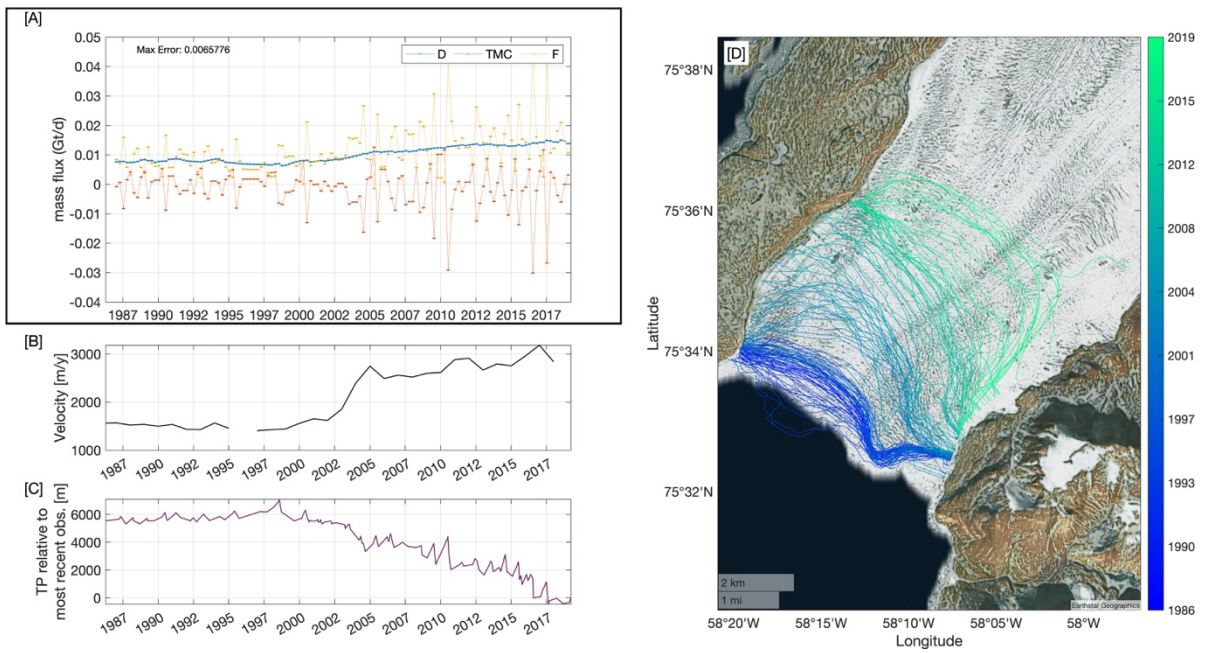 [A]
Max Error: 0.0065776
D TMC F
0.05
0.04
0.03
0.02
0.01
0
-0.01
-0.02
-0.03
-0.04
mass flux (Gt/d)
1987 1990 1992 1995 1997 2000 2002 2005 2007 2010 2012 2015 2017
[B]
3000
2000
1000
Velocity [m/y]
1987 1990 1992 1995 1997 2000 2002 2005 2007 2010 2012 2015 2017
[C]
6000
4000
2000
0
TP relative to
most recent obs. [m]
1987 1990 1992 1995 1997 2000 2002 2005 2007 2010 2012 2015 2017
[D]
75°38'N
75°36'N
75°34'N
75°32'N
Latitude
2 km
1 mi
Earthstar Geographics
58°20'W 58°15'W 58°10'W 58°05'W 58°W
Longitude
2019
2015
2012
2008
2004
2001
1997
1993
1990
1986